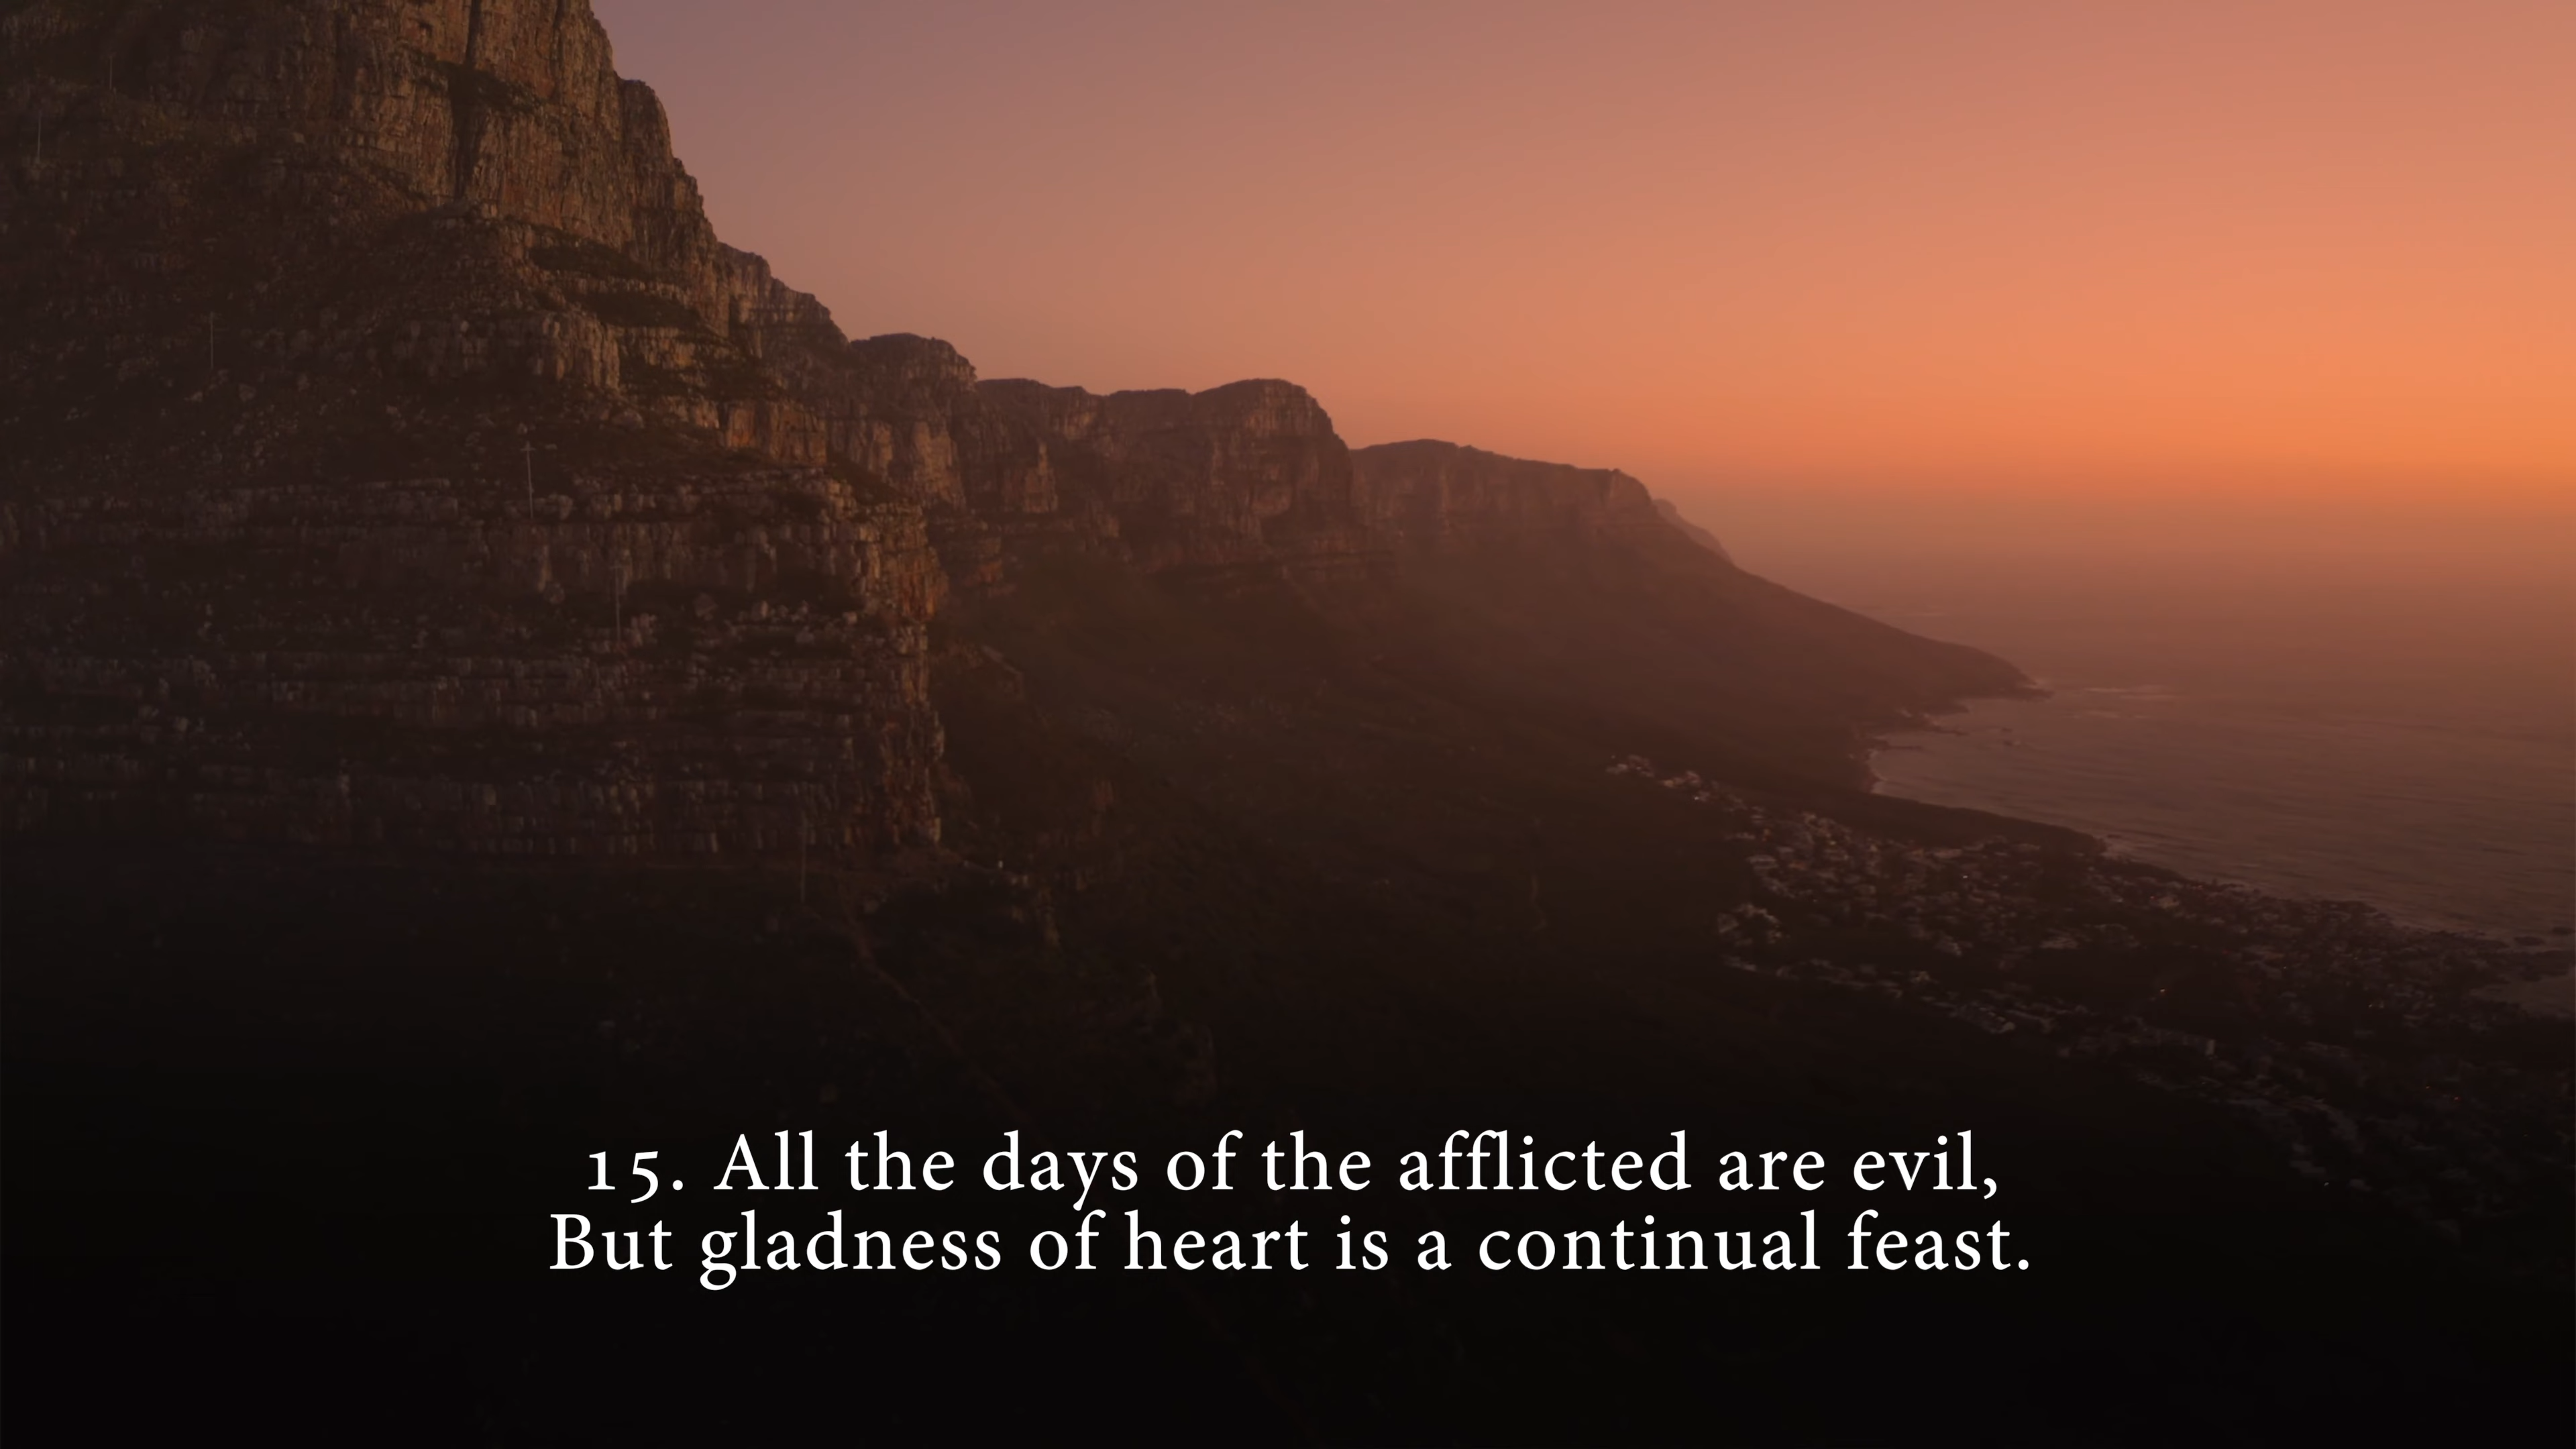 15. All the days of the afflicted are evil,
But gladness of heart is a continual feast.